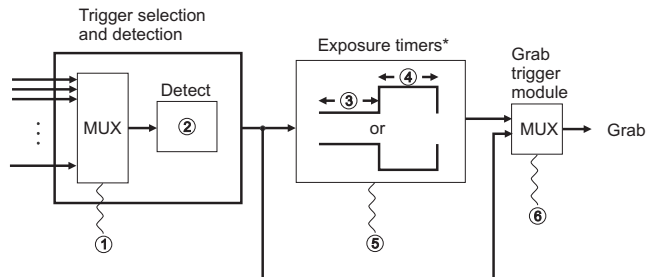 Trigger selection
and detection
Exposure timers*
Grab
trigger
module
Detect
④
③
②
MUX
or
MUX
Grab
①
⑤
⑥